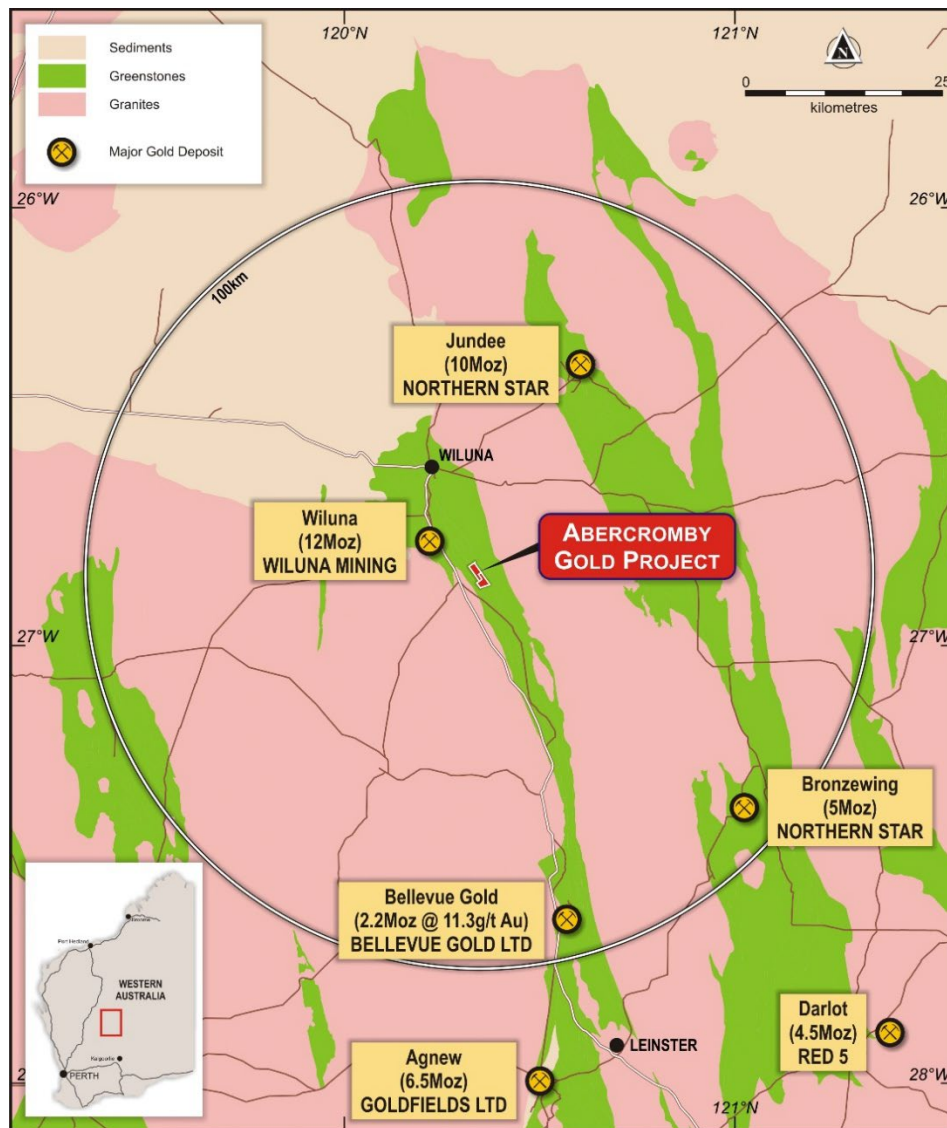 120°N
121°N
Sediments
Greenstones
Granites
Major Gold Deposit
N
0
25
kilometres
26°W
26°W
100km
Jundee
(10Moz)
NORTHERN STAR
WILUNA
Wiluna
(12Moz)
WILUNA MINING
ABERCROMBY
GOLD PROJECT
27°W
27°W
Bronzewing
(5Moz)
NORTHERN STAR
Bellevue Gold
(2.2Moz @ 11.3g/t Au)
BELLEVUE GOLD LTD
Darlot
(4.5Moz)
RED 5
LEINSTER
Agnew
(6.5Moz)
GOLDFIELDS LTD
28°W
121°N
Port Hedland
WESTERN
AUSTRALIA
Kalgoorlie
PERTH